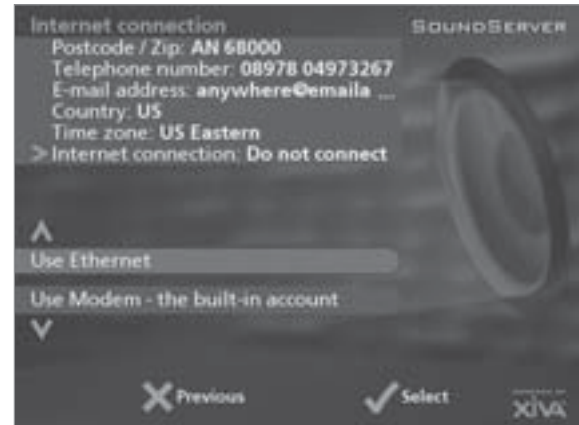 Internet connection
SOUNDSERVER
Postcode / Zip: AN 68000
Telephone number: 08978 04973267
E-mail address: anywhere@emaila ...
Country: US
Time zone: US Eastern
> Internet connection: Do not connect
Use Ethernet
Use Modem - the built-in account
Previous
Select
xiva